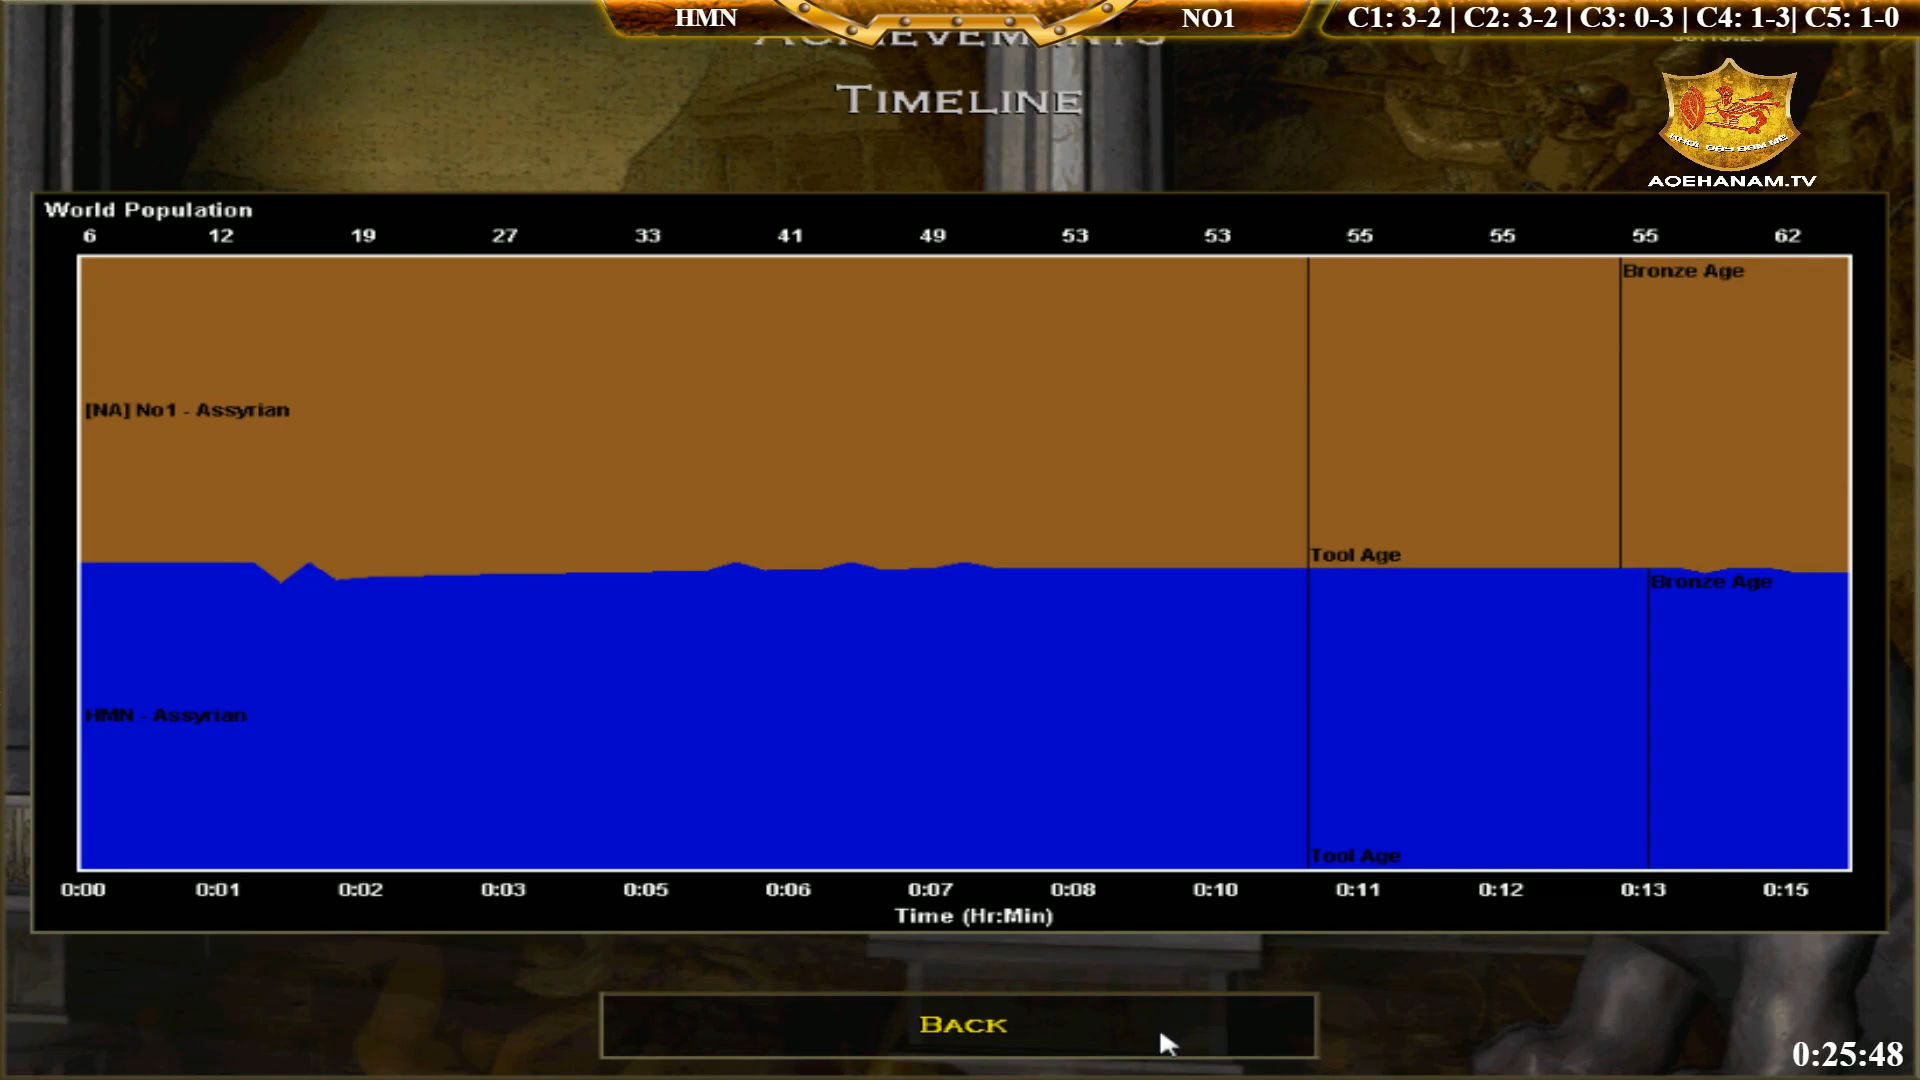 HMN
NO1
C1: 3-2 | C2: 3-2 | C3: 0-3 | C4: 1-3| C5: 1-0
ACHIEVEMENTS
TIMELINE
AOEHANAM.TV
World Population
6 12 19 27 33 41 49 53 53 55 55 55 62
Bronze Age
[NA] No1 - Assyrian
Tool Age
Bronze Age
HMN - Assyrian
Tool Age
0:00 0:01 0:02 0:03 0:05 0:06 0:07 0:08 0:10 0:11 0:12 0:13 0:15
Time (Hr:Min)
BACK
0:25:48